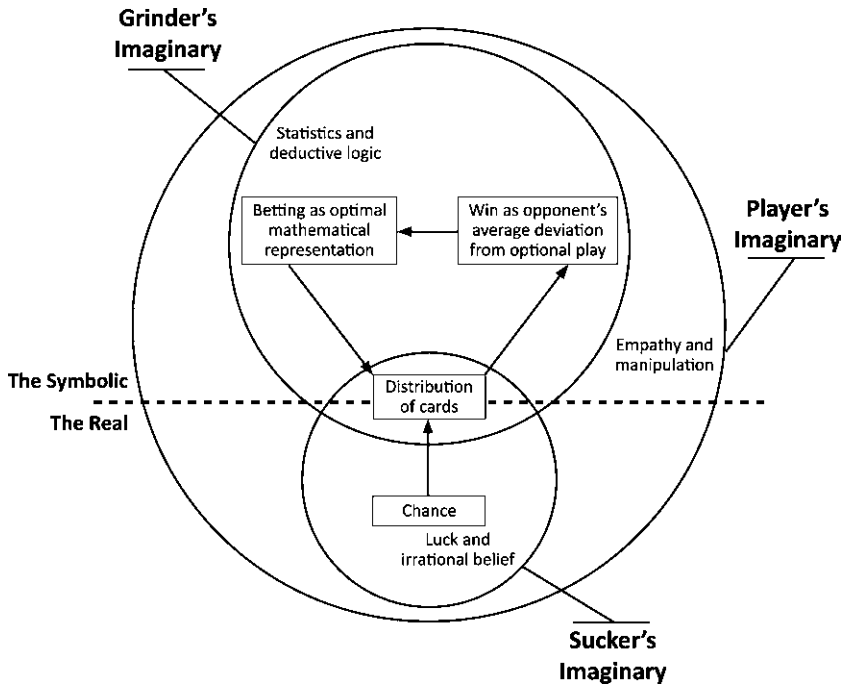 Grinder's
Imaginary
Statistics and
deductive logic
Betting as optimal
mathematical
representation
Win as opponent's
average deviation
from optional play
Player's
Imaginary
Empathy and
manipulation
The Symbolic
The Real
Distribution
of cards
Chance
Luck and
irrational belief
Sucker's
Imaginary